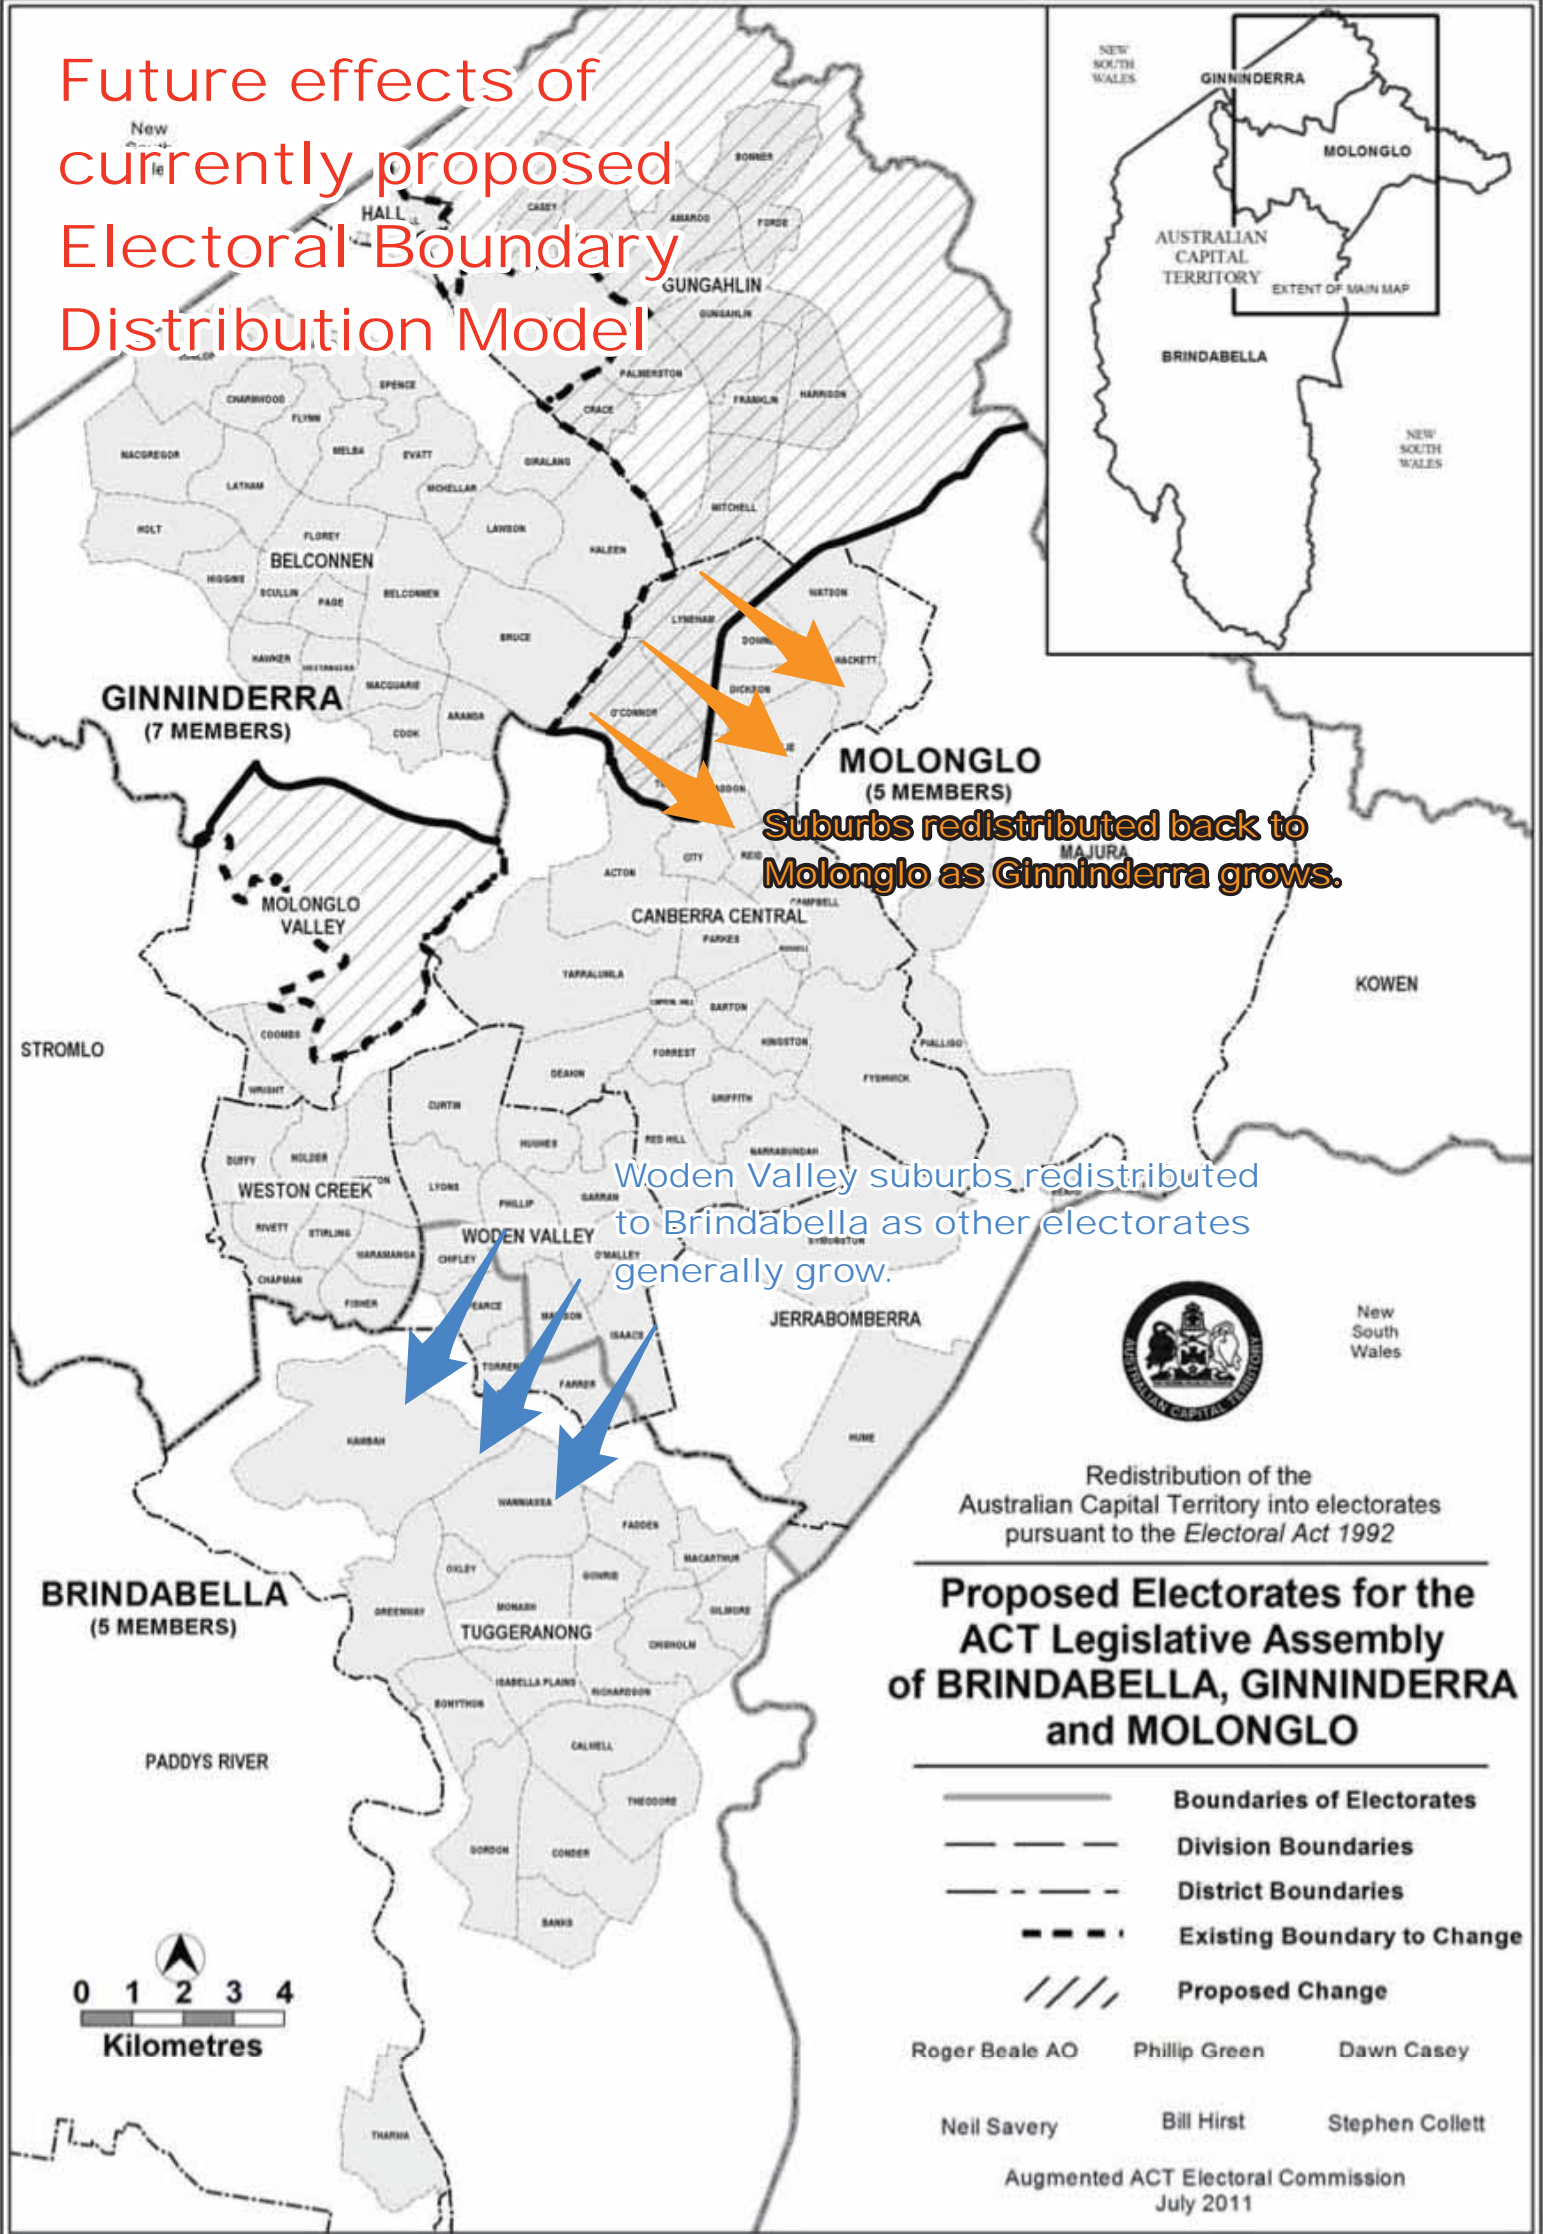 Future effects of
currently proposed
Electoral Boundary
Distribution Model
New
HALL
CASEY
BONNER
AMAROO
FORDE
GUNGAHLIN
GUNGAHLIN
PALMERSTON
FRANKLIN
HARRISON
CRACE
MITCHELL
NEW
SOUTH
WALES
GINNINDERRA
MOLONGLO
AUSTRALIAN
CAPITAL
TERRITORY
EXTENT OF MAIN MAP
BRINDABELLA
NEW
SOUTH
WALES
SPENCE
CHARNWOOD
FLYNN
MACGREGOR
MELBA
EVATT
GIRALANG
LATHAM
MCHELLAR
HOLT
LAWSON
FLOREY
KALEEN
BELCONNEN
HIGGINS
SCULLIN
PAGE
BELCONNEN
BRUCE
HAWKER
MACQUARIE
COOK
ARANDA
GINNINDERRA
(7 MEMBERS)
WATSON
LYNEHAM
HACKETT
DICKSON
O'CONNOR
MOLONGLO
(5 MEMBERS)
Suburbs redistributed back to
Molonglo as Ginninderra grows.
MAJURA
CITY
REID
ACTON
CAMPBELL
CANBERRA CENTRAL
PARKES
RUSSELL
MOLONGLO
VALLEY
YARRALUMLA
CAPITAL HILL
BARTON
KOWEN
COOMBS
STROMLO
FORREST
KINGSTON
PIALLIGO
DEAKIN
FYSHWICK
WRIGHT
CURTIN
GRIFFITH
HUGHES
RED HILL
NARRABUNDAH
DUFFY
HOLDER
WESTON CREEK
LYONS
PHILLIP
GARRAN
Woden Valley suburbs redistributed
to Brindabella as other electorates
generally grow.
RIVETT
STIRLING
WODEN VALLEY
SYMONSTON
WARAMANGA
CHIFLEY
O'MALLEY
CHAPMAN
FISHER
ISAACS
JERRABOMBERRA
FARRER
New
South
Wales
AUSTRALIAN CAPITAL TERRITORY
KAMBAH
HUME
WANNIASSA
FADDEN
MACARTHUR
OXLEY
GOWRIE
GREENWAY
MONASH
GILMORE
TUGGERANONG
CHISHOLM
BRINDABELLA
(5 MEMBERS)
ISABELLA PLAINS
RICHARDSON
BONYTHON
CALWELL
PADDYS RIVER
THEODORE
GORDON
CONDER
BANKS
THARWA
Redistribution of the
Australian Capital Territory into electorates
pursuant to the Electoral Act 1992
Proposed Electorates for the
ACT Legislative Assembly
of BRINDABELLA, GINNINDERRA
and MOLONGLO
Boundaries of Electorates
Division Boundaries
District Boundaries
Existing Boundary to Change
Proposed Change
0 1 2 3 4
Kilometres
Roger Beale AO Phillip Green Dawn Casey
Neil Savery Bill Hirst Stephen Collett
Augmented ACT Electoral Commission
July 2011